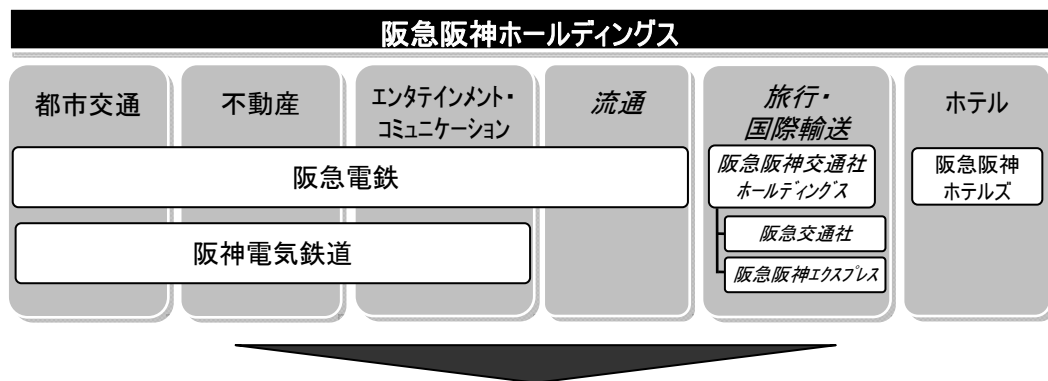 阪急阪神ホールディングス
都市交通
不動産
エンタテインメント・
コミュニケーション
流通
旅行・
国際輸送
ホテル
阪急電鉄
阪神電気鉄道
阪急阪神交通社
ホールディングス
阪急交通社
阪急阪神エクスプレス
阪急阪神
ホテルズ